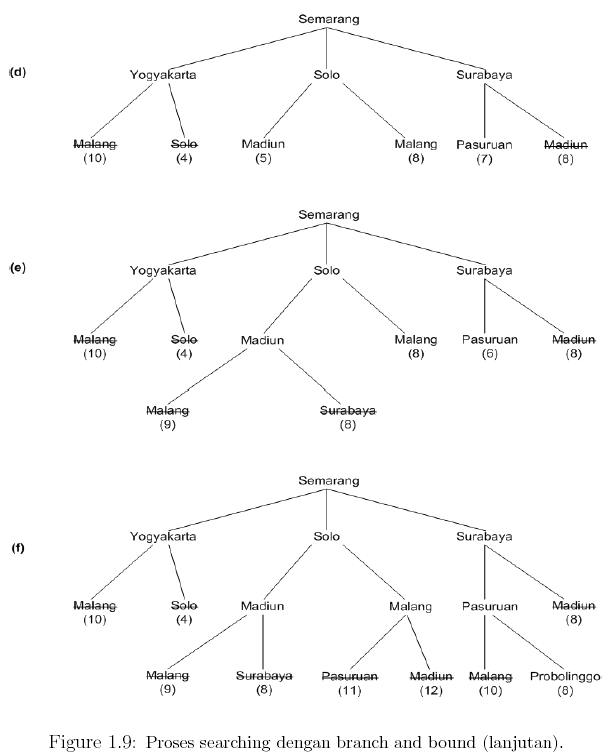 Semarang
(d)
Yogyakarta Solo Surabaya
Malang Solo Madiun Malang Pasuruan Madiun
(10) (4) (5) (8) (7) (8)
Semarang
(e)
Yogyakarta Solo Surabaya
Malang Solo Madiun Malang Pasuruan Madiun
(10) (4) (8) (6) (8)
Malang Surabaya
(9) (8)
Semarang
(f)
Yogyakarta Solo Surabaya
Malang Solo Madiun Malang Pasuruan Madiun
(10) (4) (8)
Malang Surabaya Pasuruan Madiun Malang Probolinggo
(9) (8) (11) (12) (10) (8)
Figure 1.9: Proses searching dengan branch and bound (lanjutan).